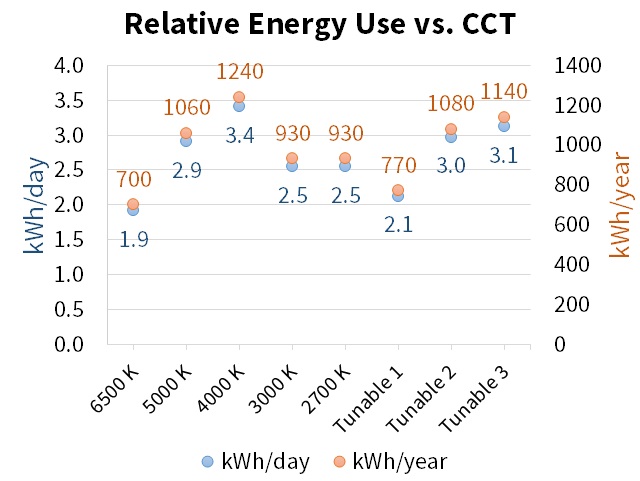 Relative Energy Use vs. CCT
4.0
3.5
3.0
2.5
2.0
1.5
1.0
0.5
0.0
kWh/day
1400
1200
1000
800
600
400
200
0
kWh/year
700
1060
1240
930
930
770
1080
1140
1.9
2.9
3.4
2.5
2.5
2.1
3.0
3.1
6500 K
5000 K
4000 K
3000 K
2700 K
Tunable 1
Tunable 2
Tunable 3
kWh/day
kWh/year